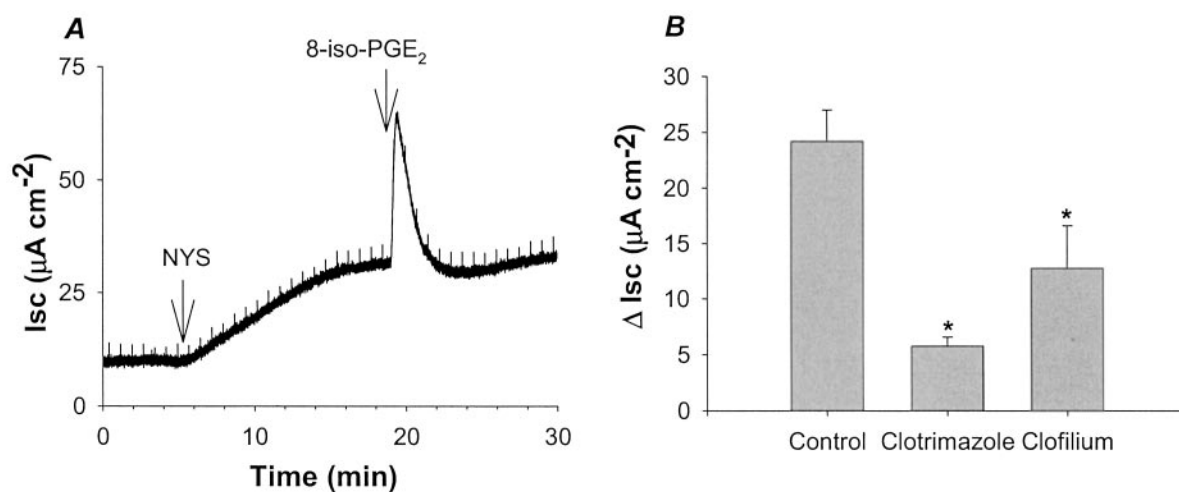 A
8-iso-PGE2
NYS
75
50
25
0
Isc (μA cm-2)
0 10 20 30
Time (min)
B
30
25
20
15
10
5
0
Δ Isc (μA cm-2)
*
*
Control Clotrimazole Clofilium